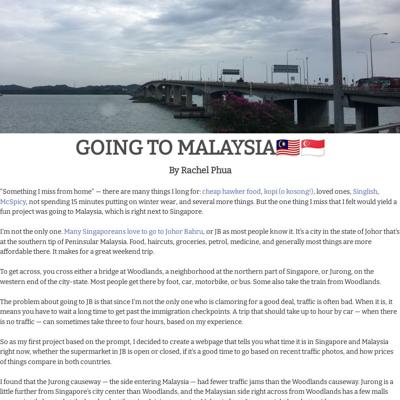 GOING TO MALAYSIA🇲🇾🇸🇬
By Rachel Phua
"Something I miss from home" — there are many things I long for: cheap hawker food, kopi (o kosong!), loved ones, Singlish,
McSpicy, not spending 15 minutes putting on winter wear, and several more things. But the one thing I miss that I felt would yield a
fun project was going to Malaysia, which is right next to Singapore.
I'm not the only one. Many Singaporeans love to go to Johor Bahru, or JB as most people know it. It's a city in the state of Johor that's
at the southern tip of Peninsular Malaysia. Food, haircuts, groceries, petrol, medicine, and generally most things are more
affordable there. It makes for a great weekend trip.
To get across, you cross either a bridge at Woodlands, a neighborhood at the northern part of Singapore, or Jurong, on the
western end of the city-state. Most people get there by foot, car, motorbike, or bus. Some also take the train from Woodlands.
The problem about going to JB is that since I'm not the only one who is clamoring for a good deal, traffic is often bad. When it is, it
means you have to wait a long time to get past the immigration checkpoints. A trip that should take up to hour by car — when there
is no traffic — can sometimes take three to four hours, based on my experience.
So as my first project based on the prompt, I decided to create a webpage that tells you what time it is in Singapore and Malaysia
right now, whether the supermarket in JB is open or closed, if it's a good time to go based on recent traffic photos, and how prices
of things compare in both countries.
I found that the Jurong causeway — the side entering Malaysia — had fewer traffic jams than the Woodlands causeway. Jurong is a
little further from Singapore's city center than Woodlands, and the Malaysian side right across from Woodlands has a few malls